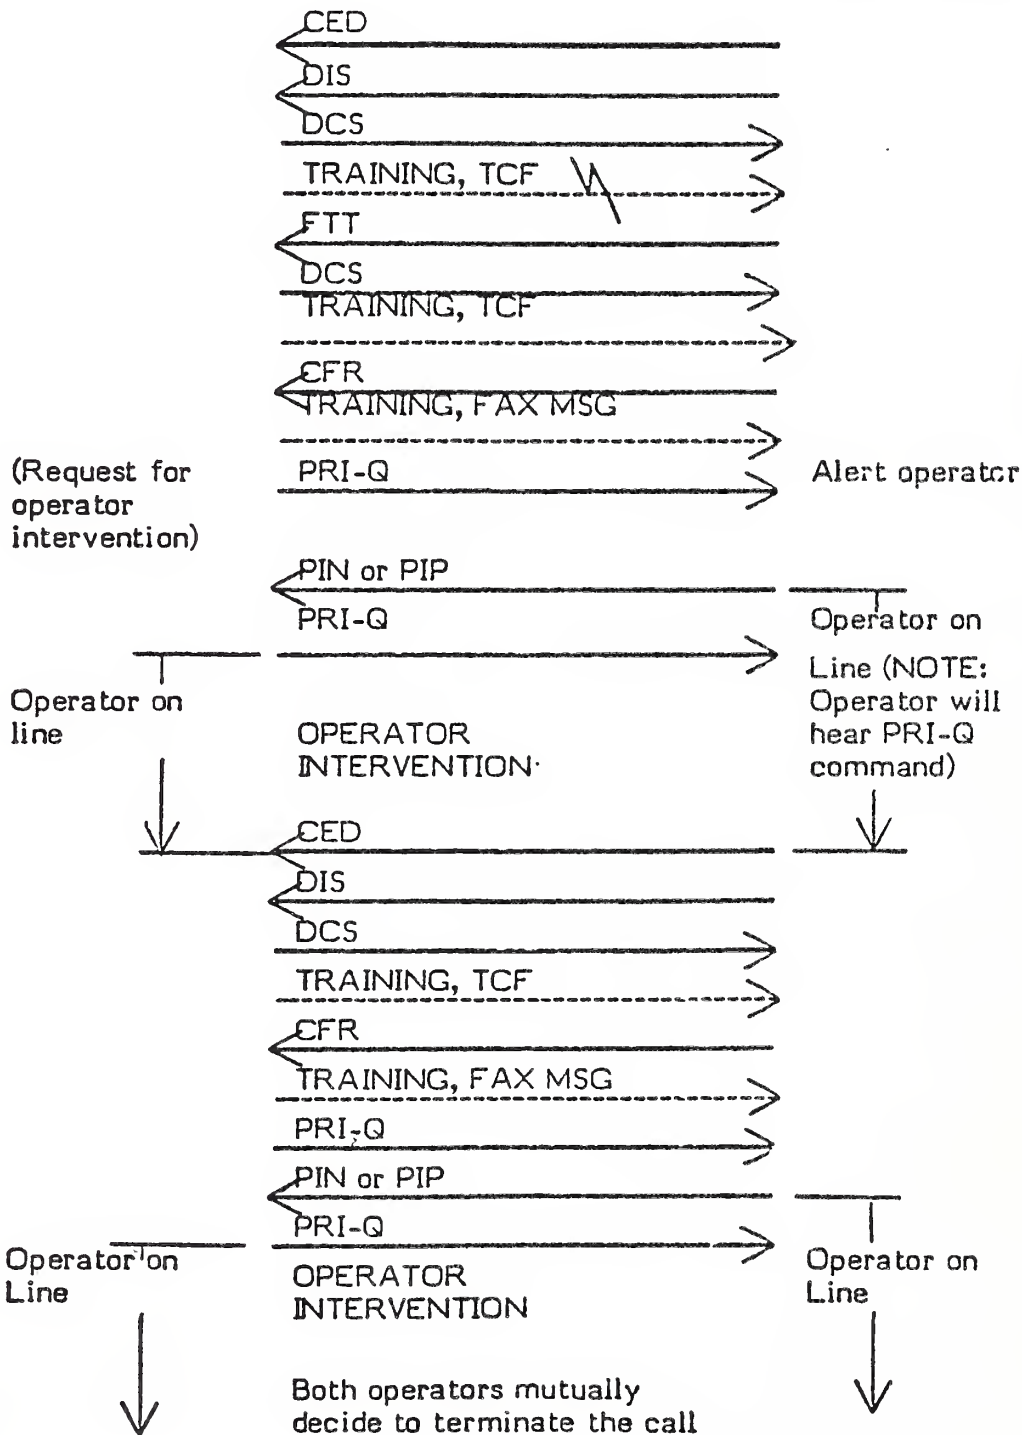 CED
DIS
DCS
TRAINING, TCF
FTT
DCS
TRAINING, TCF
CFR
TRAINING, FAX MSG
(Request for
operator
intervention)
PRI-Q
Alert operator
PIN or PIP
PRI-Q
Operator on
Line (NOTE:
Operator will
hear PRI-Q
command)
Operator on
line
OPERATOR
INTERVENTION
CED
DIS
DCS
TRAINING, TCF
CFR
TRAINING, FAX MSG
PRI-Q
PIN or PIP
PRI-Q
Operator on
Line
OPERATOR
INTERVENTION
Operator on
Line
Both operators mutually
decide to terminate the call